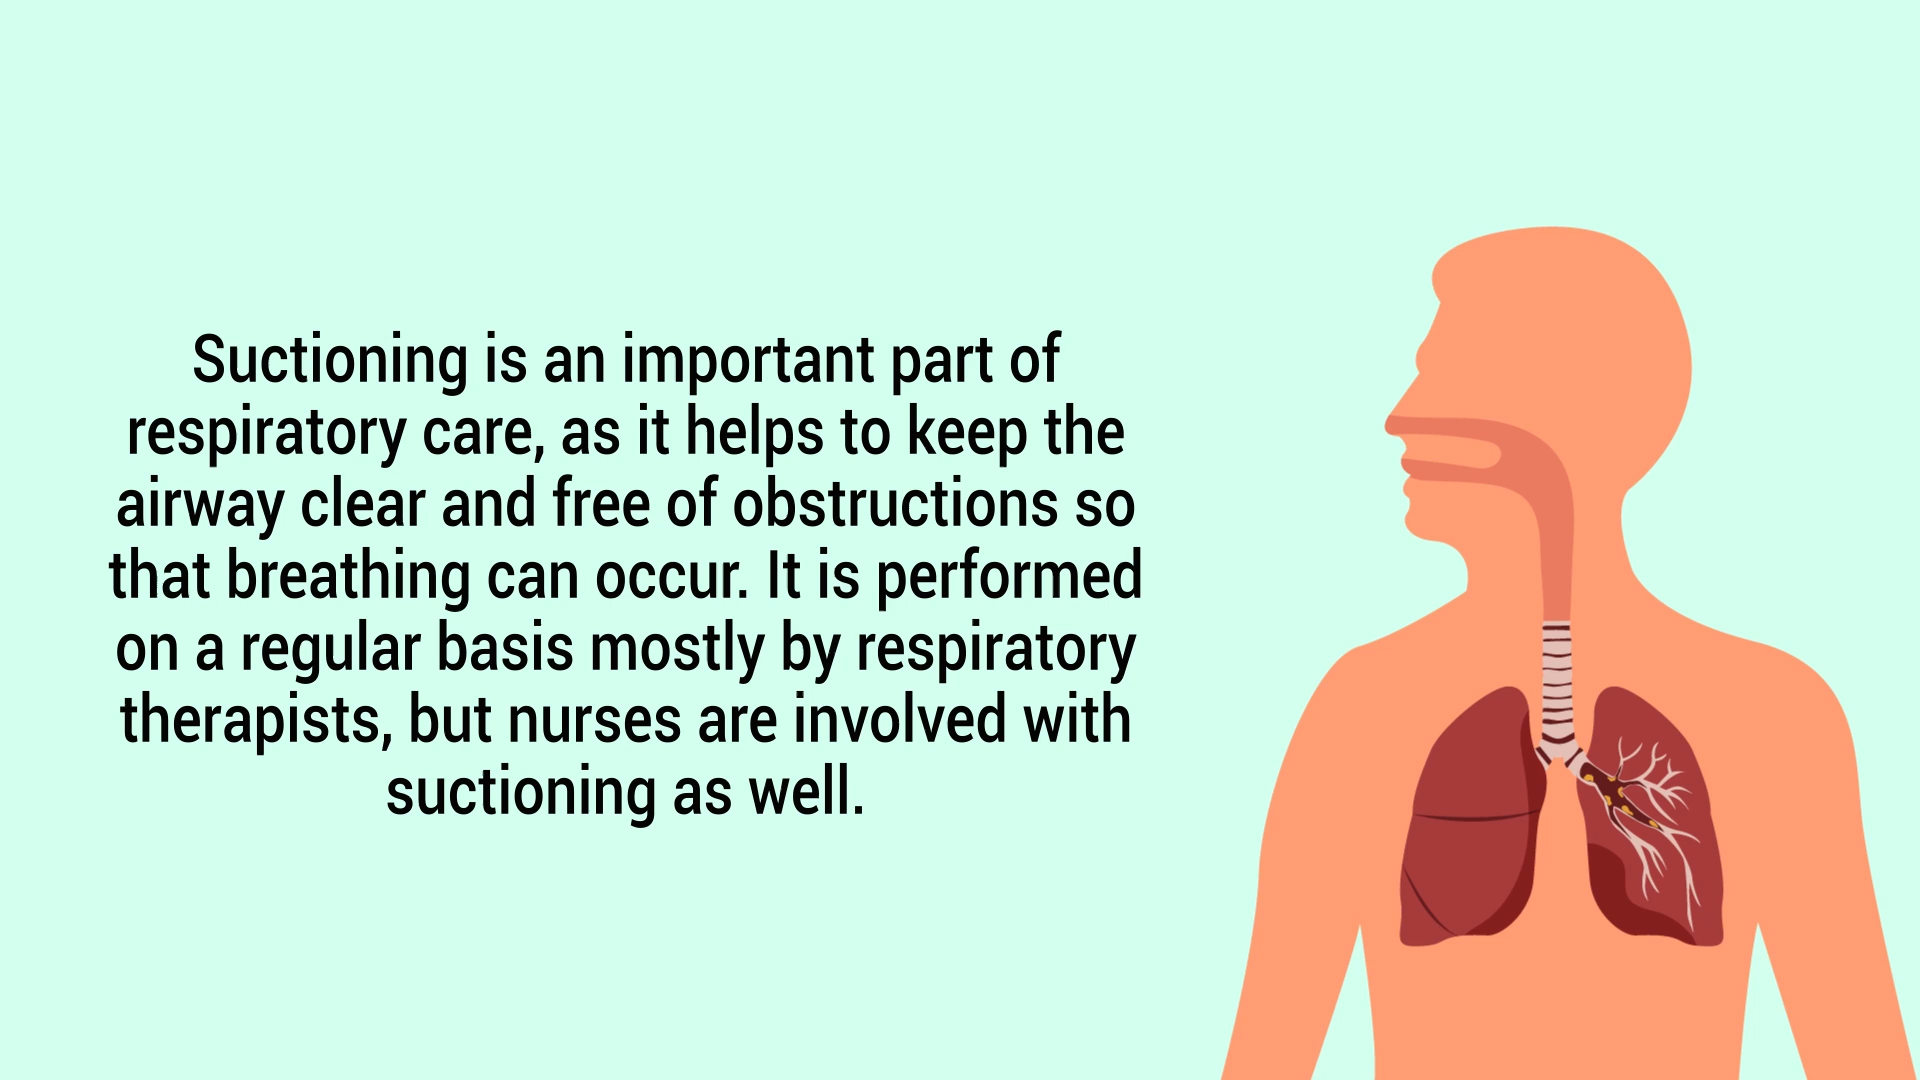 Suctioning is an important part of
respiratory care, as it helps to keep the
airway clear and free of obstructions so
that breathing can occur. It is performed
on a regular basis mostly by respiratory
therapists, but nurses are involved with
suctioning as well.